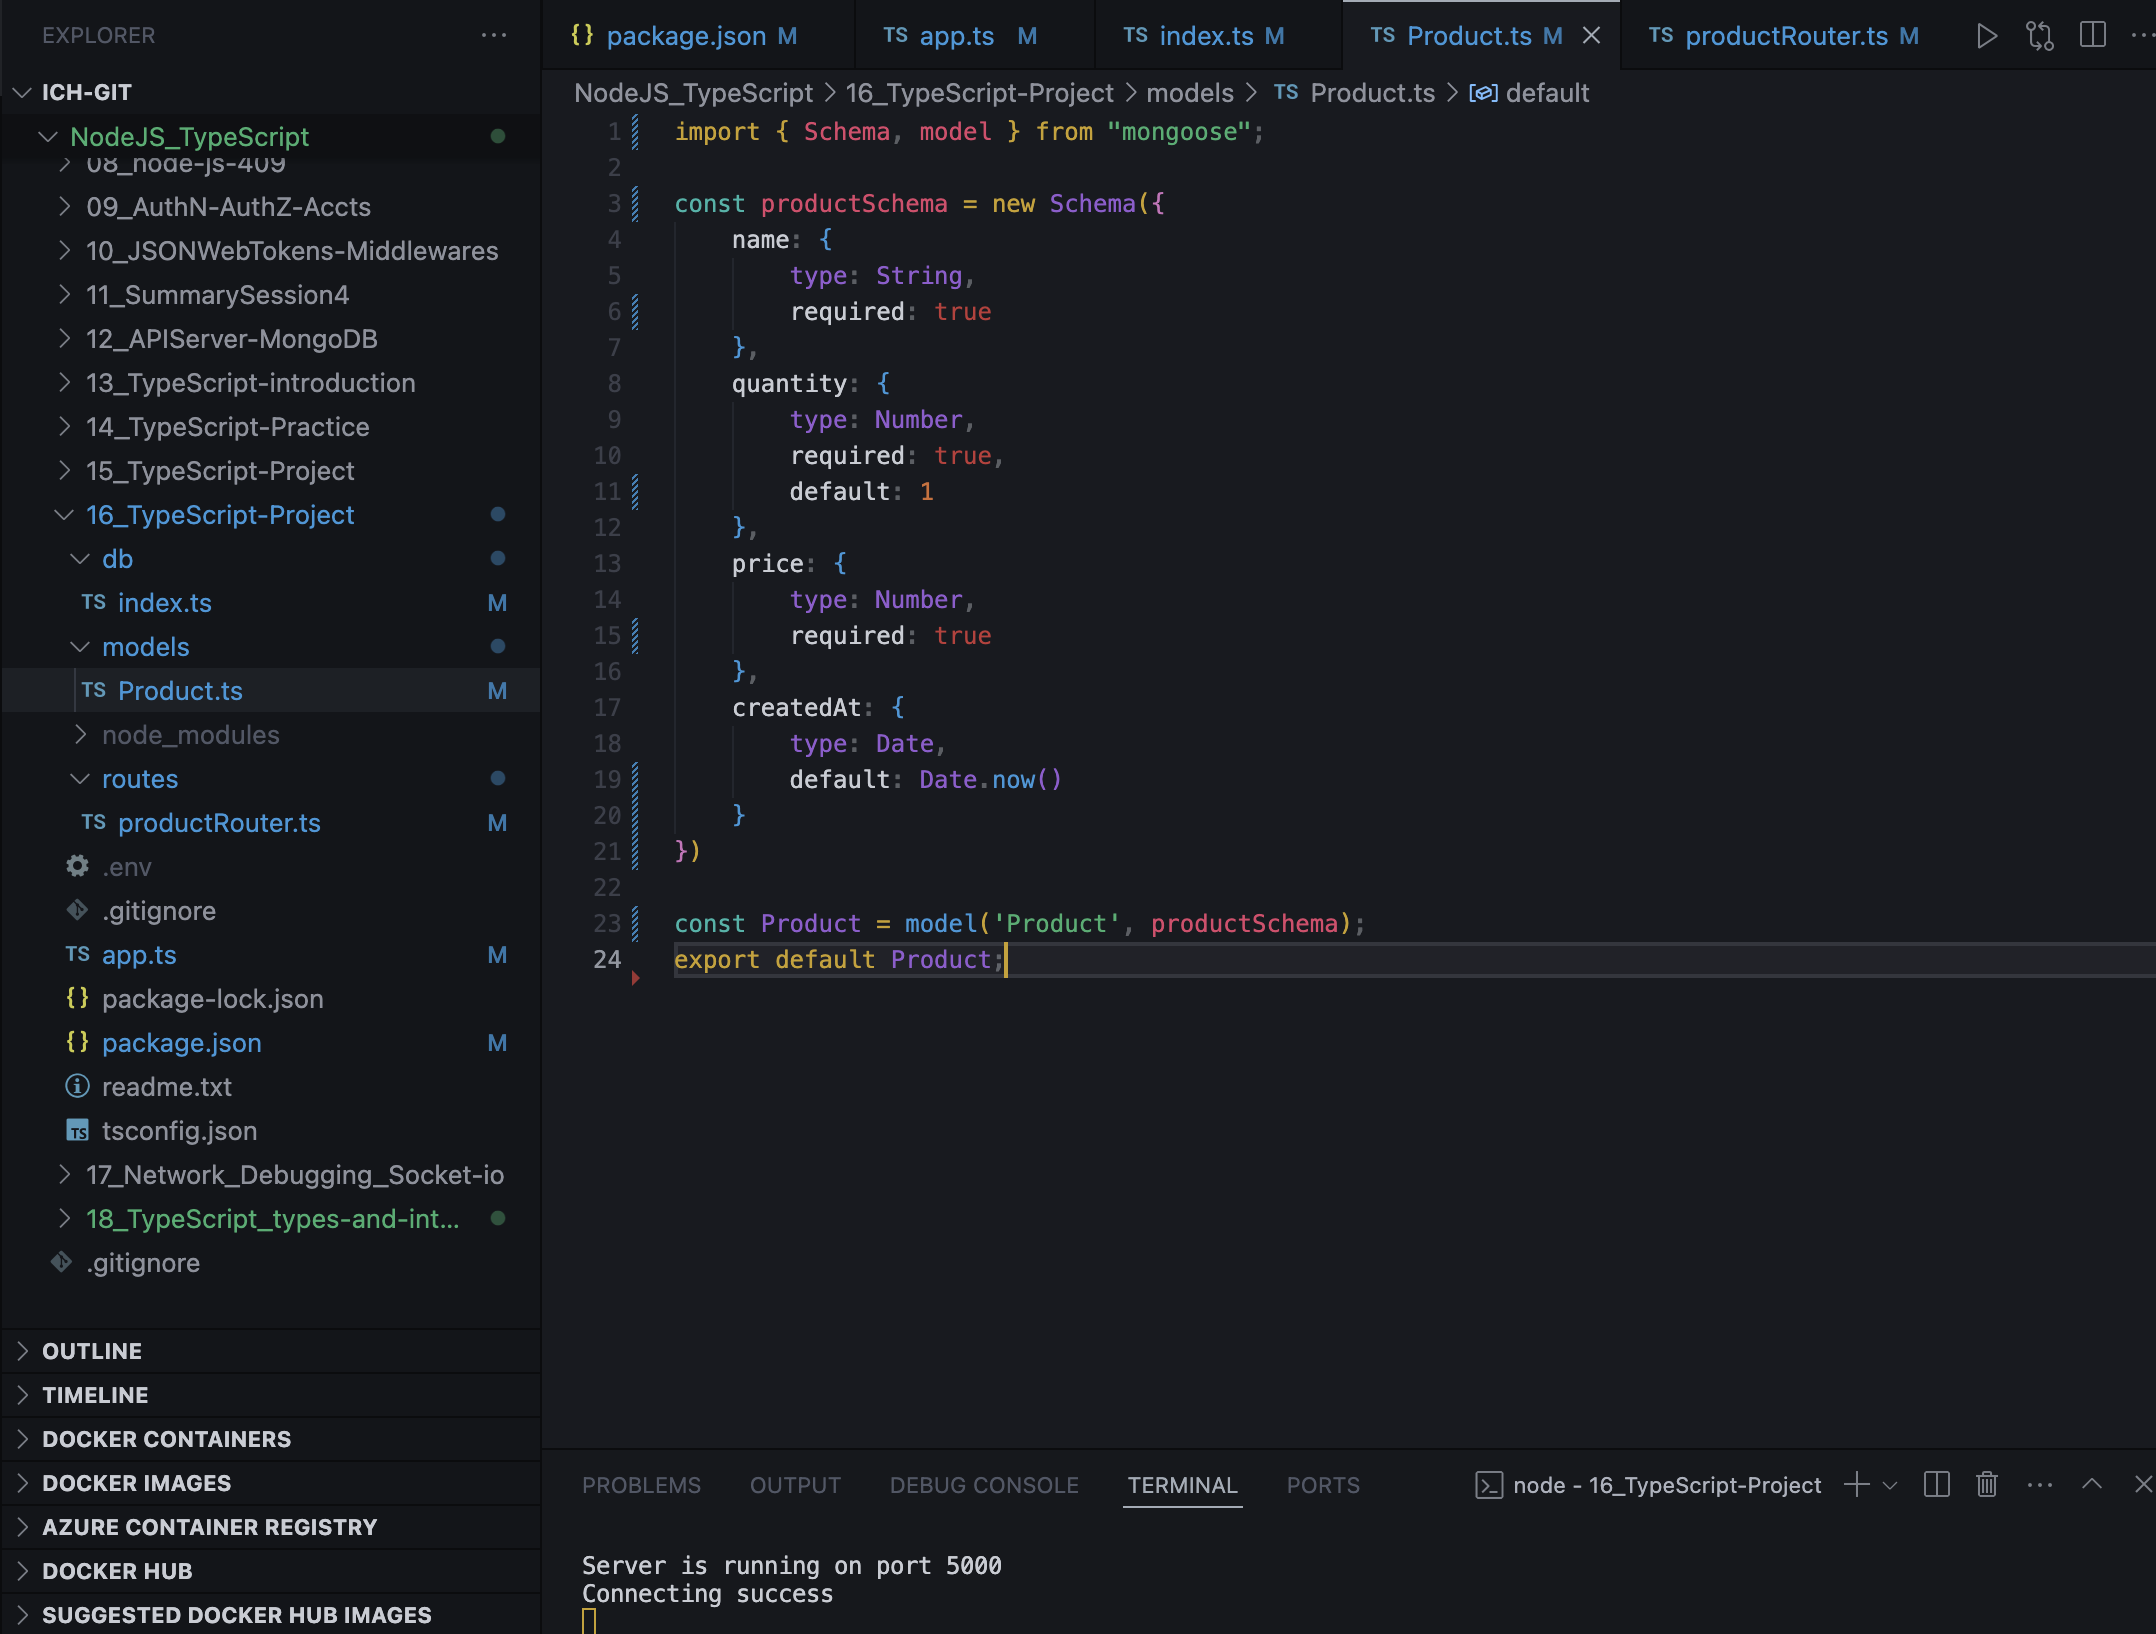 EXPLORER
ICH-GIT
NodeJS_TypeScript
08_node-js-409
09_AuthN-AuthZ-Accts
10_JSONWebTokens-Middlewares
11_SummarySession4
12_APIServer-MongoDB
13_TypeScript-introduction
14_TypeScript-Practice
15_TypeScript-Project
16_TypeScript-Project
db
TS index.ts M
models
TS Product.ts M
node_modules
routes
TS productRouter.ts M
.env
.gitignore
TS app.ts M
{} package-lock.json
{} package.json M
readme.txt
TS tsconfig.json
17_Network_Debugging_Socket-io
18_TypeScript_types-and-int...
.gitignore
OUTLINE
TIMELINE
DOCKER CONTAINERS
DOCKER IMAGES
AZURE CONTAINER REGISTRY
DOCKER HUB
SUGGESTED DOCKER HUB IMAGES
{} package.json M TS app.ts M TS index.ts M TS Product.ts M TS productRouter.ts M
NodeJS_TypeScript > 16_TypeScript-Project > models > TS Product.ts > default
1 import { Schema, model } from "mongoose";
2
3 const productSchema = new Schema({
4 name: {
5 type: String,
6 required: true
7 },
8 quantity: {
9 type: Number,
10 required: true,
11 default: 1
12 },
13 price: {
14 type: Number,
15 required: true
16 },
17 createdAt: {
18 type: Date,
19 default: Date.now()
20 }
21 })
22
23 const Product = model('Product', productSchema);
24 export default Product;
PROBLEMS OUTPUT DEBUG CONSOLE TERMINAL PORTS node - 16_TypeScript-Project
Server is running on port 5000
Connecting success